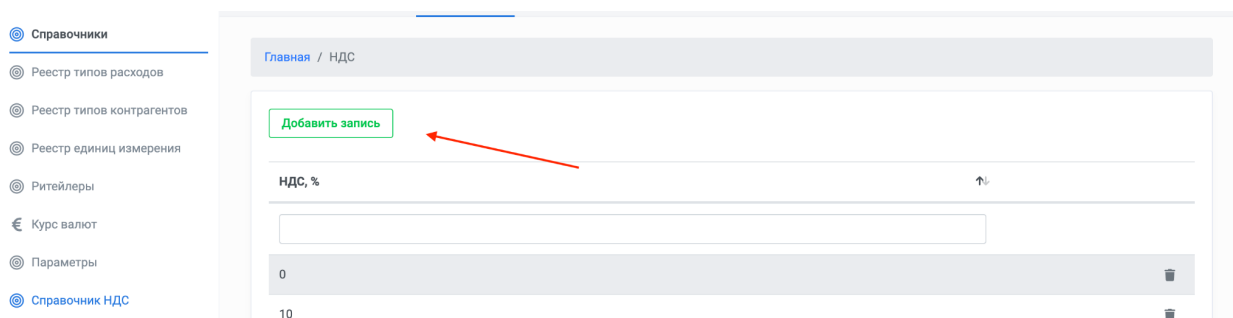 Справочники
Реестр типов расходов
Реестр типов контрагентов
Реестр единиц измерения
Ритейлеры
€ Курс валют
Параметры
Справочник НДС
Главная / НДС
Добавить запись
НДС, %
0
10